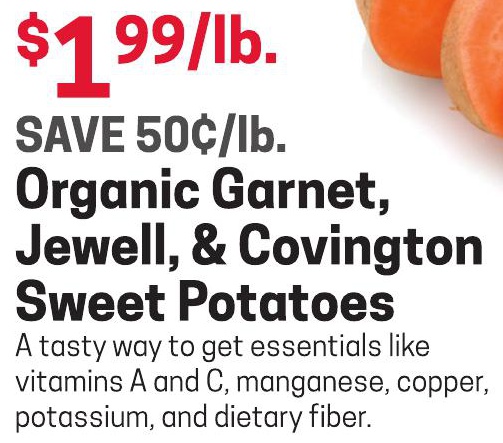 $1.99/lb.
SAVE 50¢/lb.
Organic Garnet,
Jewell, & Covington
Sweet Potatoes
A tasty way to get essentials like
vitamins A and C, manganese, copper,
potassium, and dietary fiber.